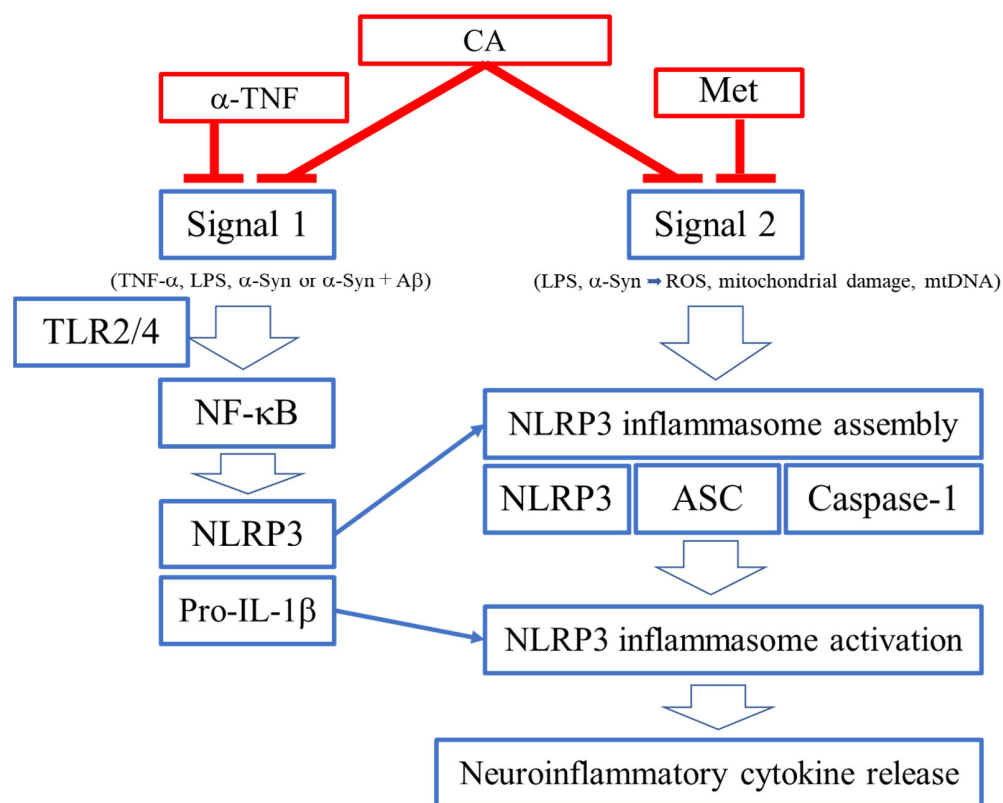 CA
α-TNF
Met
Signal 1
Signal 2
(TNF-α, LPS, α-Syn or α-Syn + Aβ)
(LPS, α-Syn ➡ ROS, mitochondrial damage, mtDNA)
TLR2/4
NF-κB
NLRP3 inflammasome assembly
NLRP3
ASC
Caspase-1
NLRP3
Pro-IL-1β
NLRP3 inflammasome activation
Neuroinflammatory cytokine release